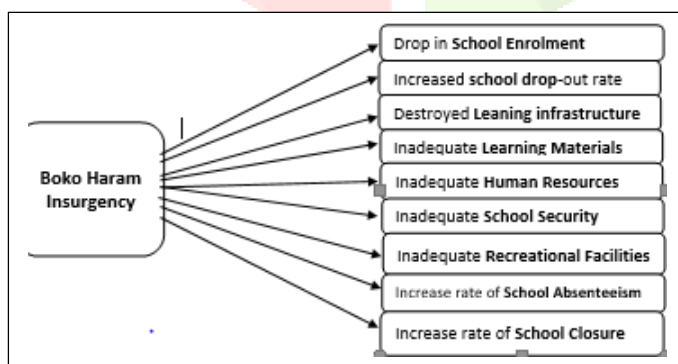 Drop in School Enrolment
Increased school drop-out rate
Destroyed Leaning infrastructure
Inadequate Learning Materials
Boko Haram
Insurgency
Inadequate Human Resources
Inadequate School Security
Inadequate Recreational Facilities
Increase rate of School Absenteeism
Increase rate of School Closure